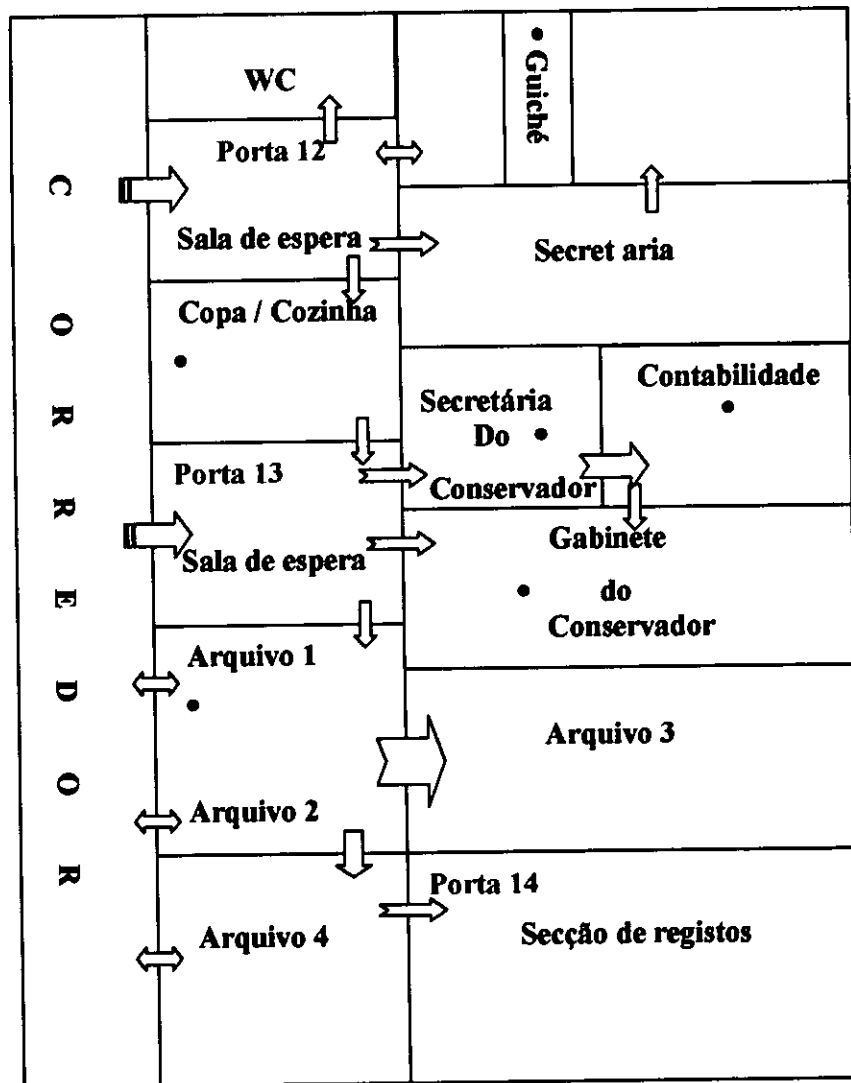 CORREDOR
WC
Guiché
Porta 12
Sala de espera
Secret aria
Copa / Cozinha
Contabilidade
Secretária
Do
Conservador
Porta 13
Sala de espera
Gabinete
do
Conservador
Arquivo 1
Arquivo 3
Arquivo 2
Porta 14
Arquivo 4
Secção de registos